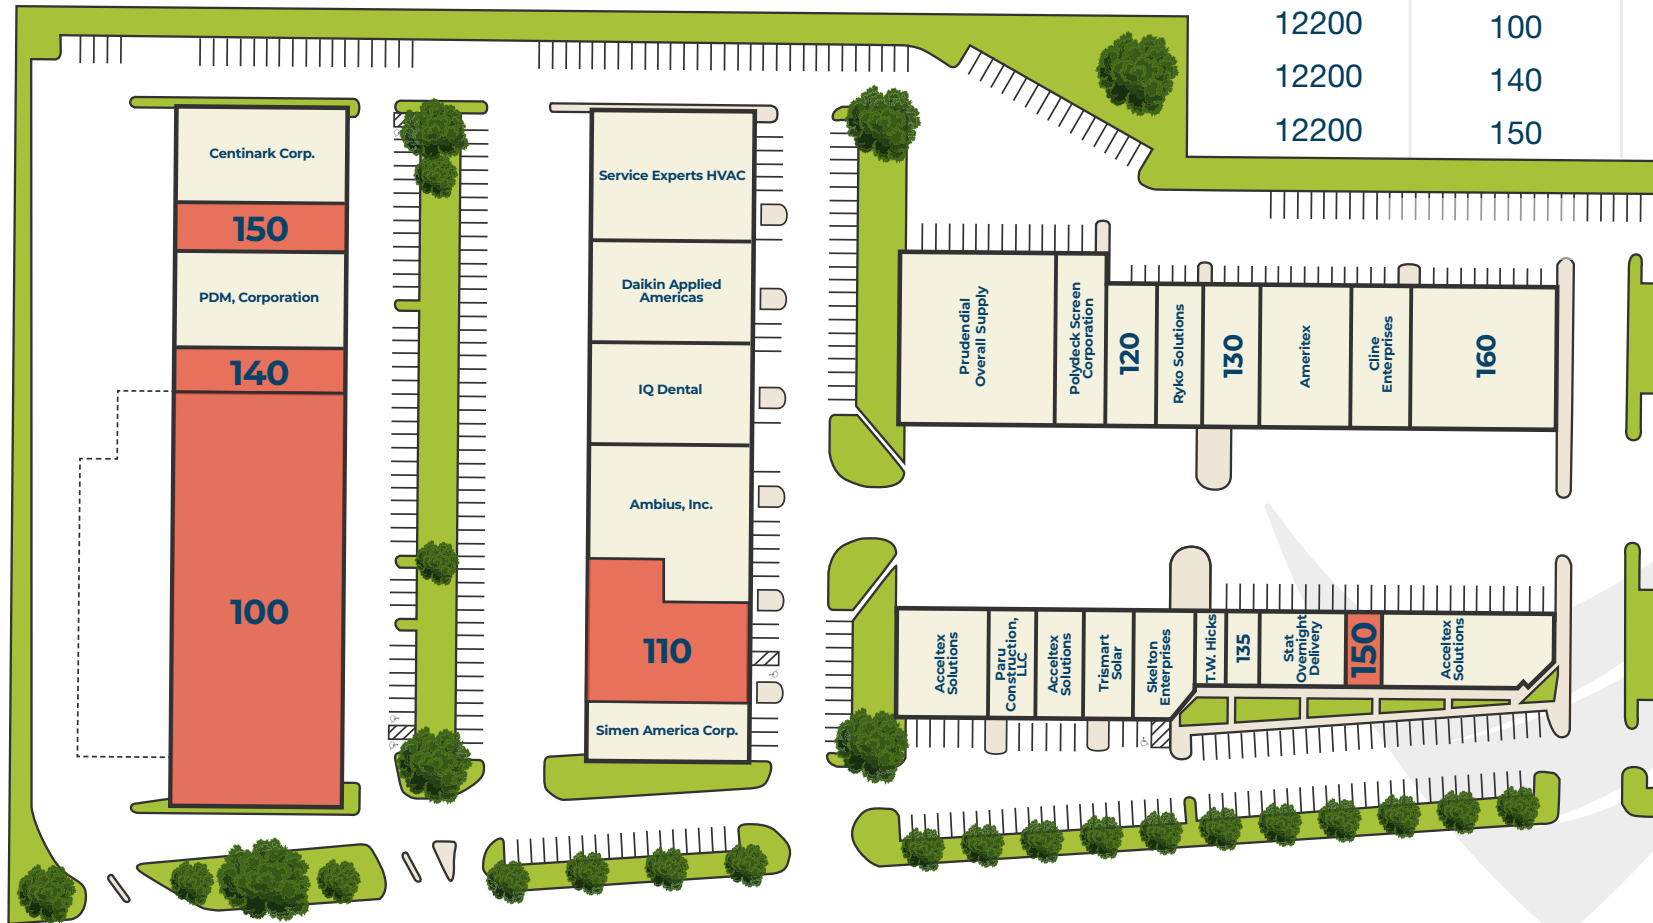 12200 100
12200 140
12200 150
Centinark Corp.
150
PDM, Corporation
140
100
Service Experts HVAC
Daikin Applied
Americas
IQ Dental
Ambius, Inc.
110
Simen America Corp.
Prudendial
Overall Supply
Polydeck Screen
Corporation
120
Ryko Solutions
130
Ameritex
Cline
Enterprises
160
Acceltex
Solutions
Paru
Construction,
LLC
Acceltex
Solutions
Trismart
Solar
Skelton
Enterprises
T.W. Hicks
135
Stat
Overnight
Delivery
150
Acceltex
Solutions